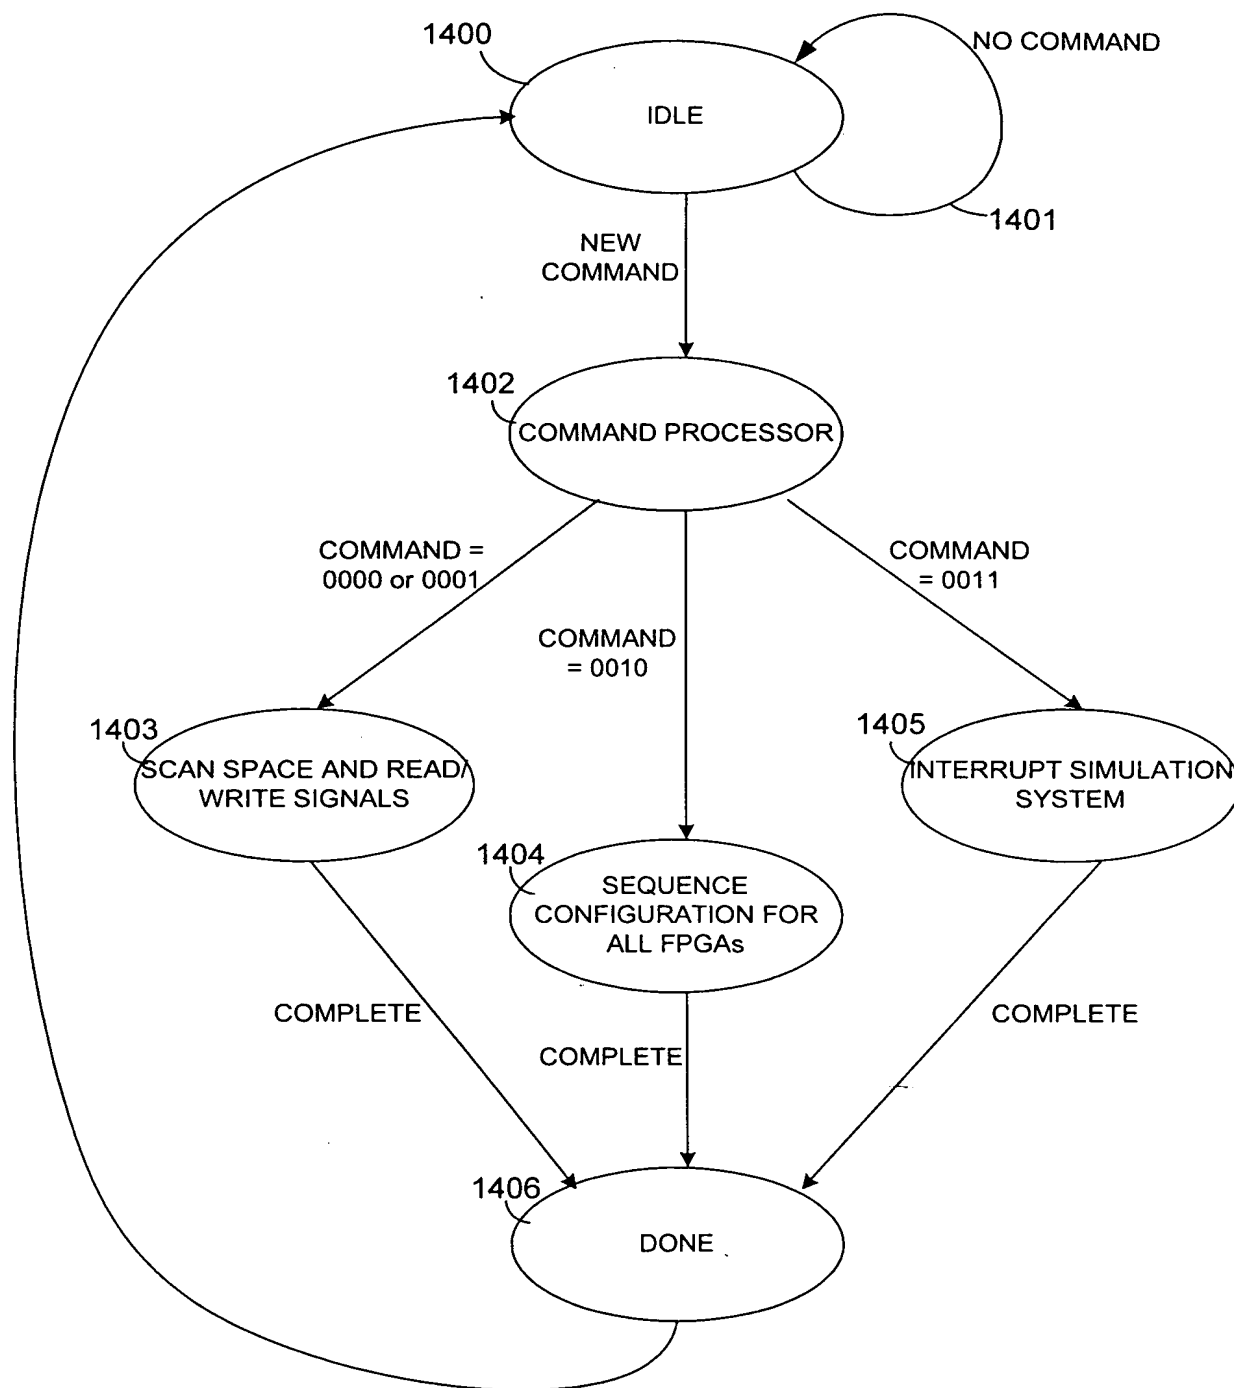 1400
NO COMMAND
IDLE
1401
NEW
COMMAND
1402
COMMAND PROCESSOR
COMMAND =
0000 or 0001
COMMAND
= 0010
COMMAND
= 0011
1403
SCAN SPACE AND READ/
WRITE SIGNALS
1404
SEQUENCE
CONFIGURATION FOR
ALL FPGAs
1405
INTERRUPT SIMULATION
SYSTEM
COMPLETE
COMPLETE
COMPLETE
1406
DONE